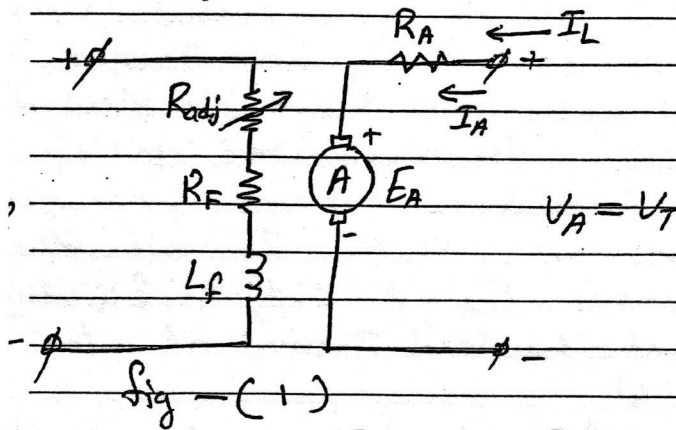 R_A ← I_L
+ +
R_adj ← I_A
+
R_F A E_A V_A = V_T
-
L_f
- -
fig - (1)